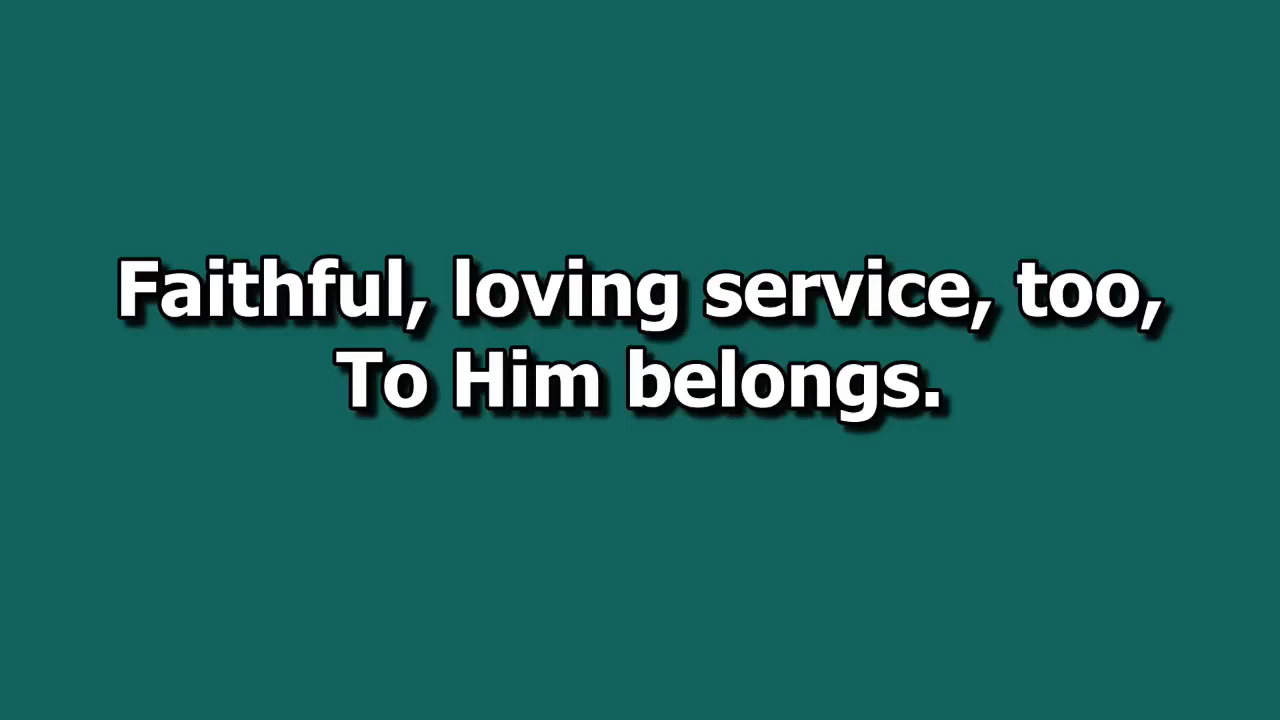 Faithful, loving service, too,
To Him belongs.